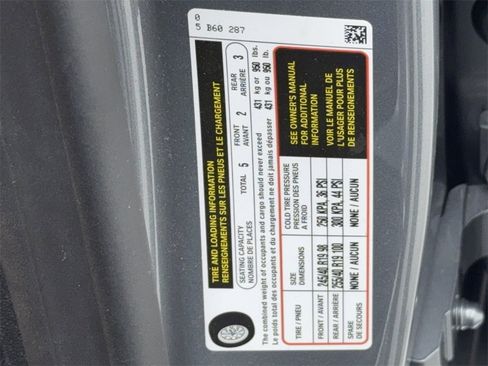 0
5 B60 287
TIRE AND LOADING INFORMATION
RENSEIGNEMENTS SUR LES PNEUS ET LE CHARGEMENT
SEATING CAPACITY
NOMBRE DE PLACES
TOTAL 5
FRONT
AVANT 2
REAR
ARRIÈRE 3
The combined weight of occupants and cargo should never exceed 431 kg or 950 lbs.
Le poids total des occupants et du chargement ne doit jamais dépasser 431 kg ou 950 lb.
TIRE / PNEU SIZE DIMENSIONS COLD TIRE PRESSURE PRESSION DES PNEUS A FROID
FRONT / AVANT 245/40 R19 98 250 KPA, 36 PSI
REAR / ARRIÈRE 255/40 R19 100 300 KPA, 44 PSI
SPARE
DE SECOURS NONE / AUCUN NONE / AUCUN
SEE OWNER'S MANUAL
FOR ADDITIONAL
INFORMATION
VOIR LE MANUEL DE
L'USAGER POUR PLUS
DE RENSEIGNEMENTS